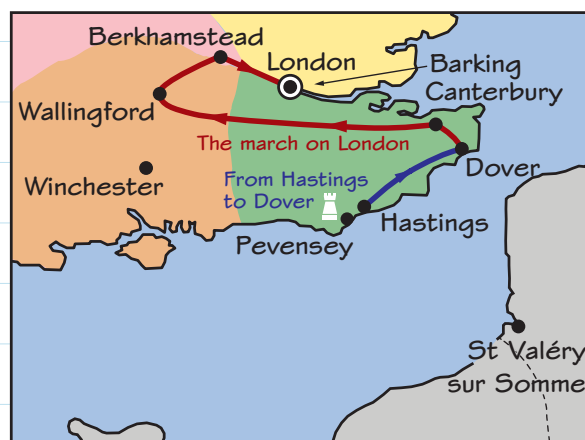 Berkhamstead
London
Barking
Canterbury
Wallingford
The march on London
Dover
Winchester
From Hastings
to Dover
Hastings
Pevensey
St Valéry
sur Somme